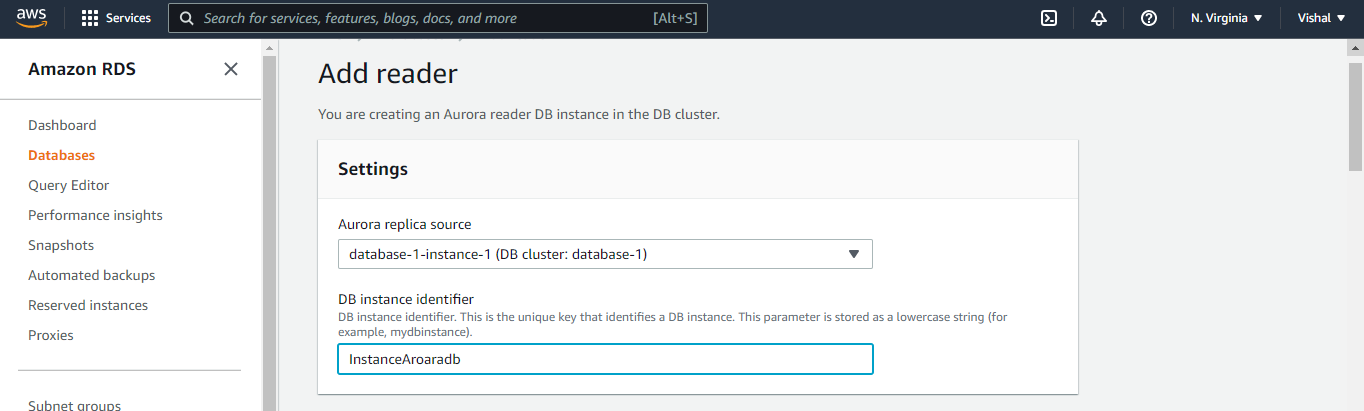 aws
Services
Search for services, features, blogs, docs, and more
[Alt+S]
N. Virginia
Vishal
Amazon RDS
Dashboard
Databases
Query Editor
Performance insights
Snapshots
Automated backups
Reserved instances
Proxies
Subnet groups
Add reader
You are creating an Aurora reader DB instance in the DB cluster.
Settings
Aurora replica source
database-1-instance-1 (DB cluster: database-1)
DB instance identifier
DB instance identifier. This is the unique key that identifies a DB instance. This parameter is stored as a lowercase string (for
example, mydbinstance).
InstanceAroaradb